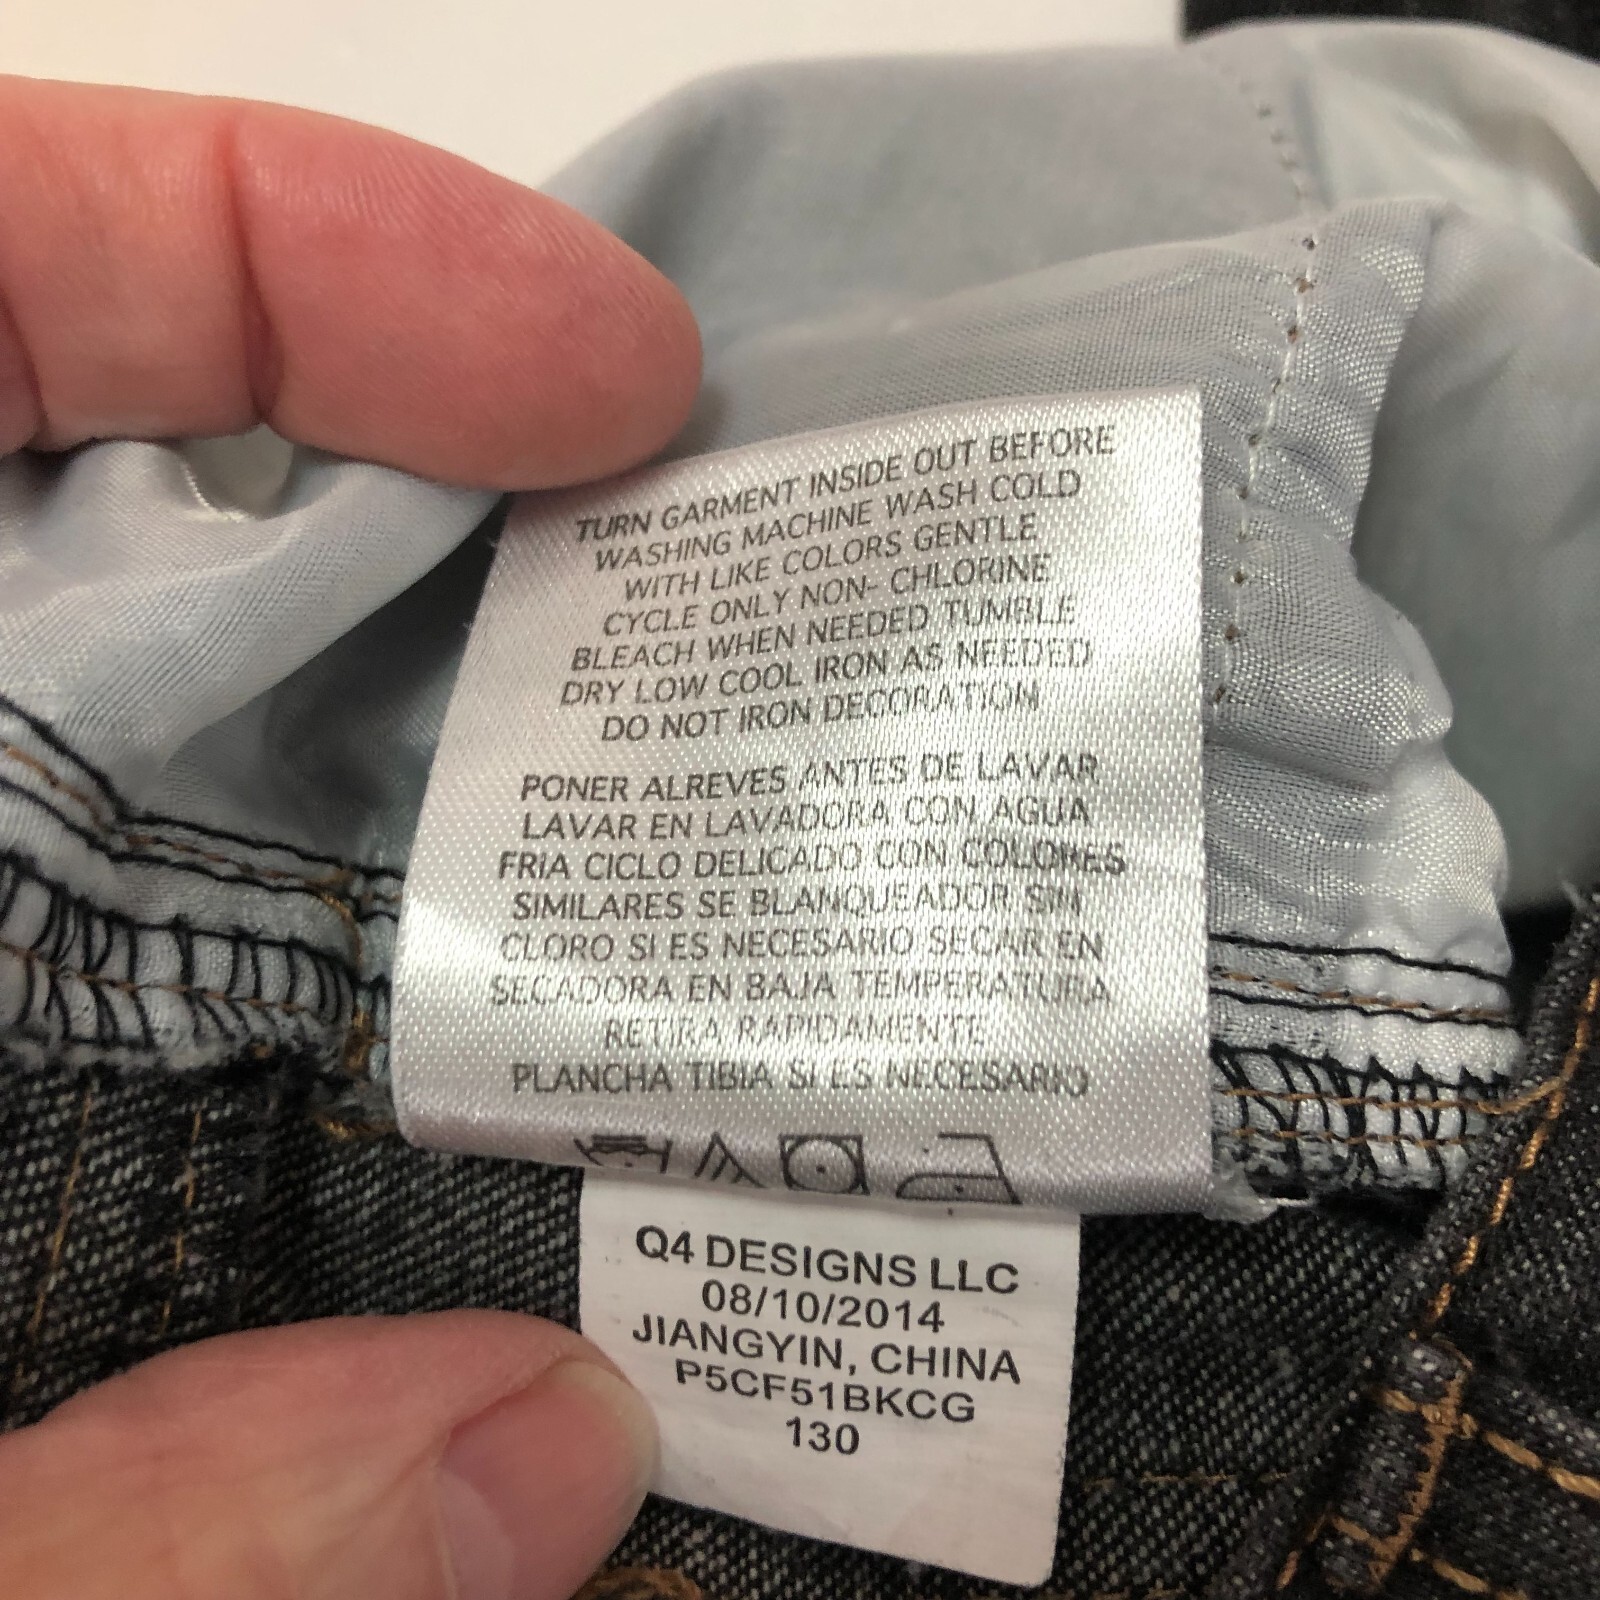 TURN GARMENT INSIDE OUT BEFORE
WASHING MACHINE WASH COLD
WITH LIKE COLORS GENTLE
CYCLE ONLY NON- CHLORINE
BLEACH WHEN NEEDED TUMBLE
DRY LOW COOL IRON AS NEEDED
DO NOT IRON DECORATION
PONER ALREVES ANTES DE LAVAR
LAVAR EN LAVADORA CON AGUA
FRIA CICLO DELICADO CON COLORES
SIMILARES SE BLANQUEADOR SIN
CLORO SI ES NECESARIO SECAR EN
SECADORA EN BAJA TEMPERATURA
RETIRA RAPIDAMENTE
PLANCHA TIBIA SI ES NECESARIO
Q4 DESIGNS LLC
08/10/2014
JIANGYIN, CHINA
P5CF51BKCG
130